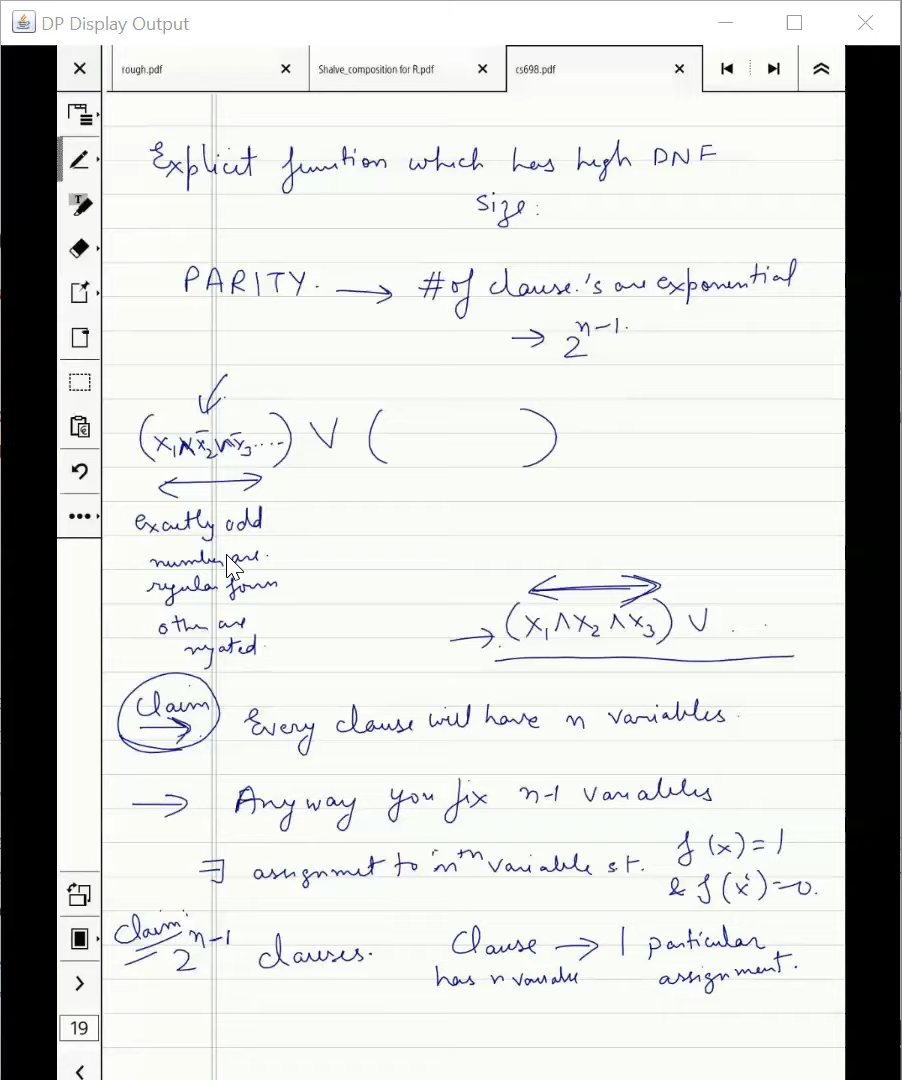 DP Display Output
rough.pdf
Shalve_composition for R.pdf
cs698.pdf
Explicit function which has high DNF
size:
PARITY. → # of clause's are exponential
→ 2^{n-1}.
(x₁∧x̄₂∧x̄₃....) ∨ ( )
exactly odd
number are.
regular form
other are
negated.
→ (x₁∧x₂∧x₃) ∨ . .
Claim → Every clause will have n variables.
→ Anyway you fix n-1 variables
∃ assignmet to n^{th} variable st. f(x)=1
& f(x')=0.
Claim: 2^{n-1} clauses. Clause → 1 particular
has n variable assignment.
19